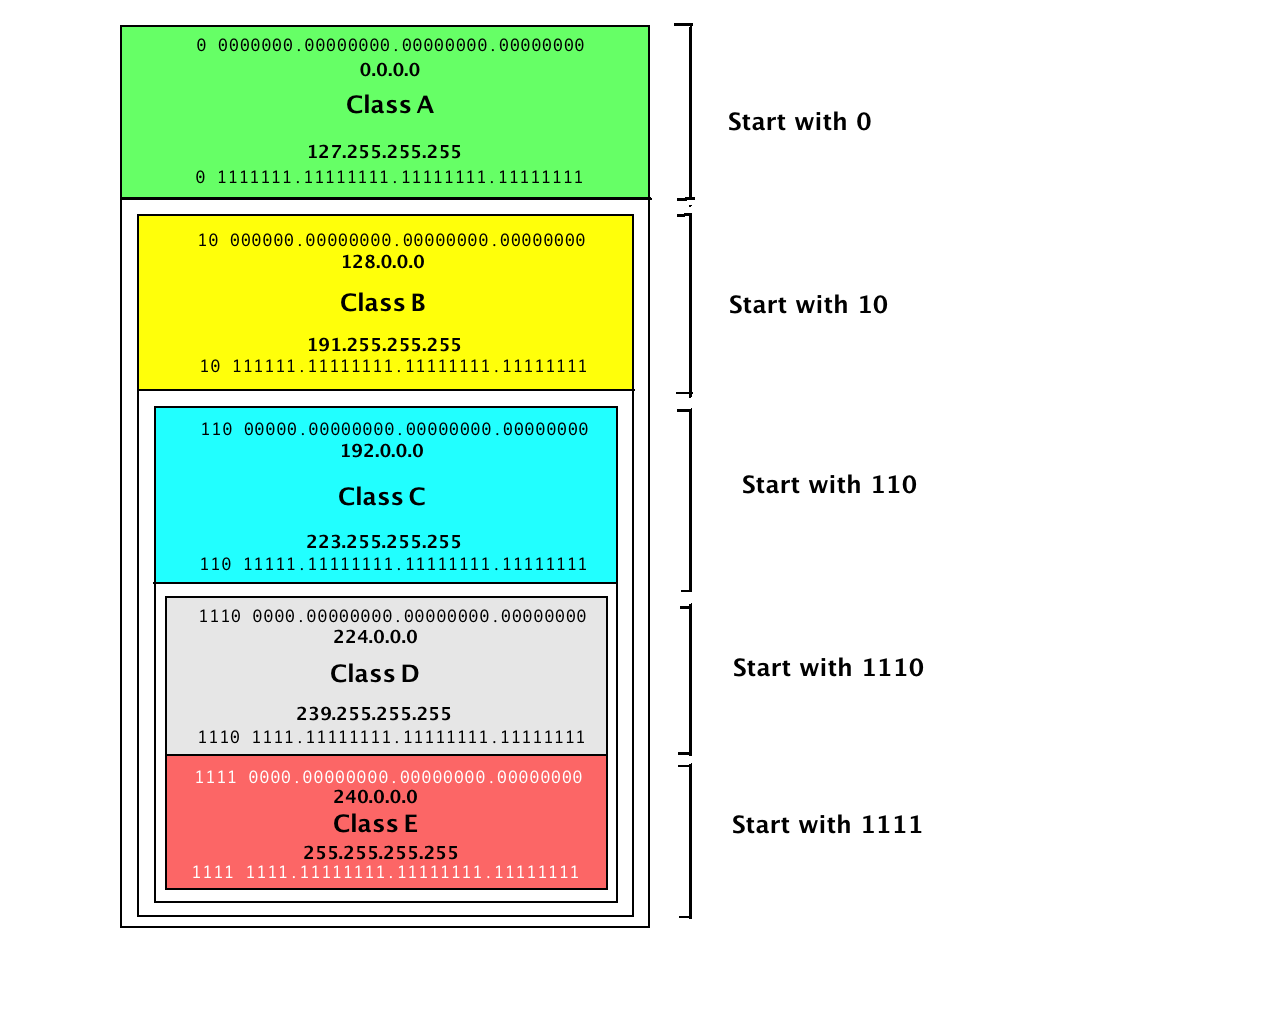 0 0000000.00000000.00000000.00000000
0.0.0.0
Class A
Start with 0
127.255.255.255
0 1111111.11111111.11111111.11111111
10 000000.00000000.00000000.00000000
128.0.0.0
Class B
Start with 10
191.255.255.255
10 111111.11111111.11111111.11111111
110 00000.00000000.00000000.00000000
192.0.0.0
Class C
Start with 110
223.255.255.255
110 11111.11111111.11111111.11111111
1110 0000.00000000.00000000.00000000
224.0.0.0
Class D
Start with 1110
239.255.255.255
1110 1111.11111111.11111111.11111111
1111 0000.00000000.00000000.00000000
240.0.0.0
Class E
Start with 1111
255.255.255.255
1111 1111.11111111.11111111.11111111